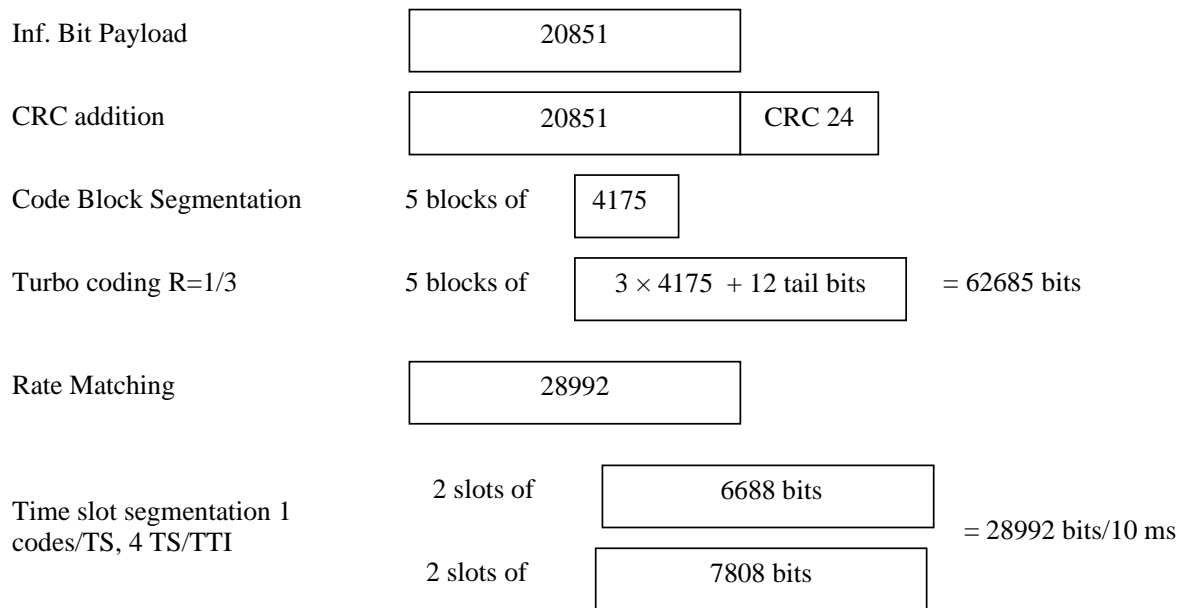 Inf. Bit Payload 20851
CRC addition 20851 CRC 24
Code Block Segmentation 5 blocks of 4175
Turbo coding R=1/3 5 blocks of 3 × 4175 + 12 tail bits = 62685 bits
Rate Matching 28992
2 slots of 6688 bits
Time slot segmentation 1
codes/TS, 4 TS/TTI = 28992 bits/10 ms
2 slots of 7808 bits